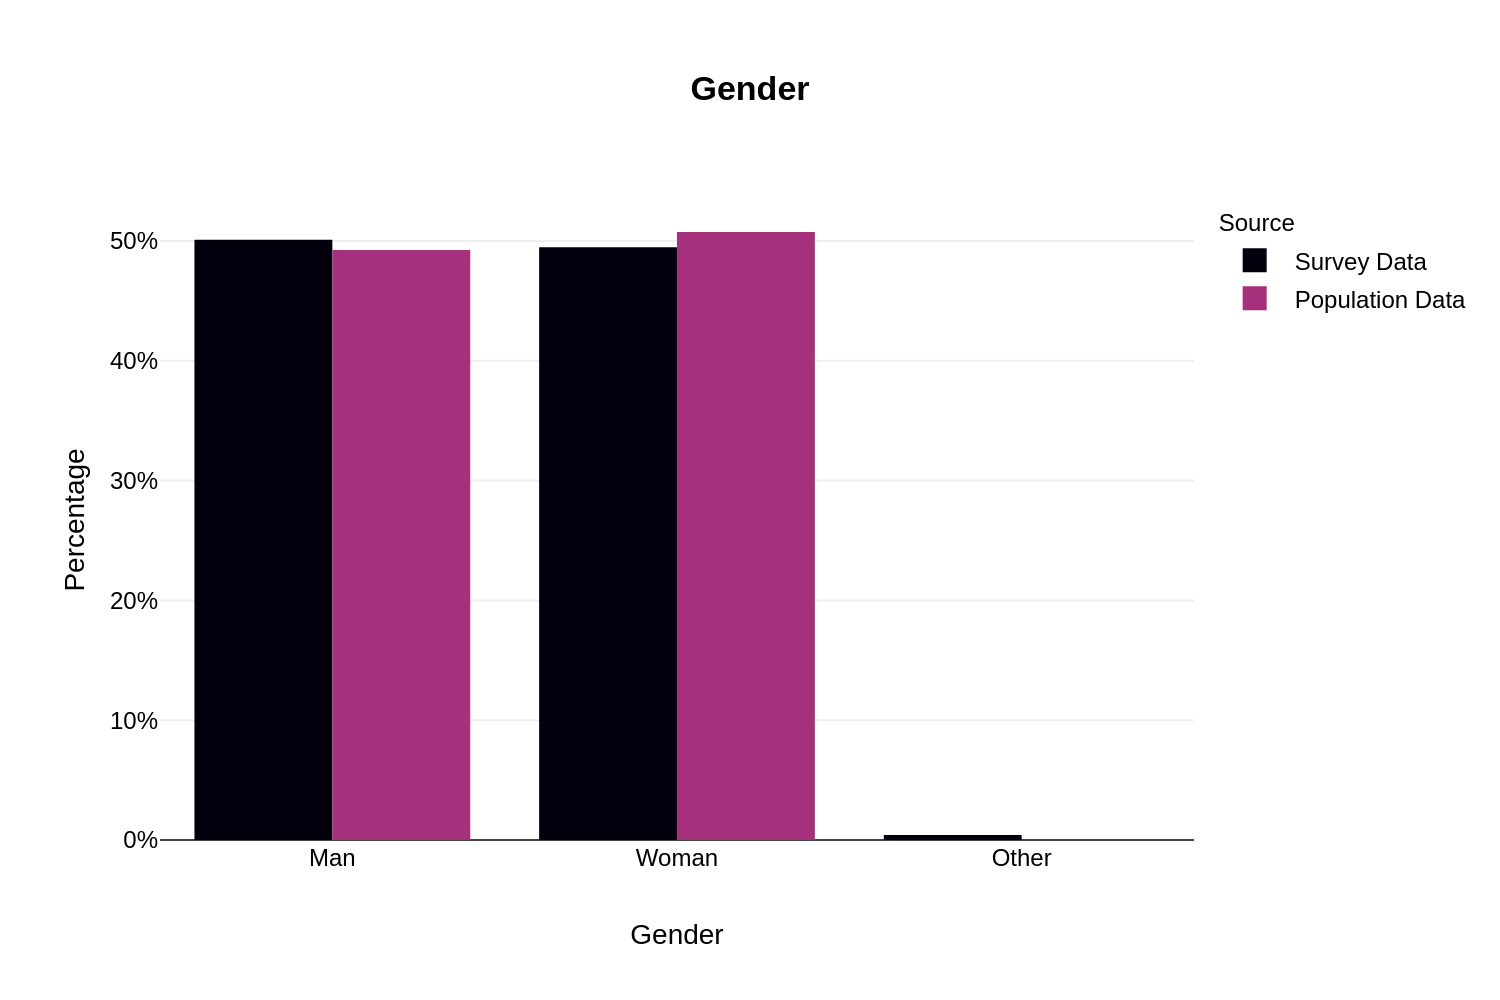 Gender
Source
Survey Data
Population Data
Percentage
50%
40%
30%
20%
10%
0%
Man
Woman
Other
Gender